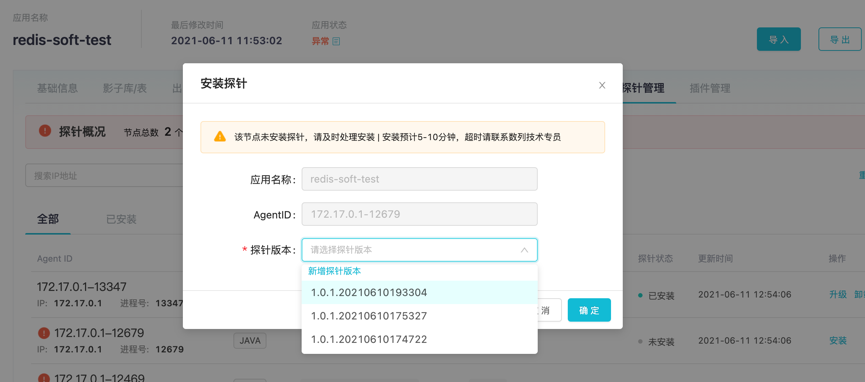 应用名称
redis-soft-test
最后修改时间
2021-06-11 11:53:02
应用状态
异常
导 入
导 出
基础信息
影子库/表
出
探针管理
插件管理
安装探针
探针概况 节点总数 2 个
该节点未安装探针，请及时处理安装 | 安装预计5-10分钟，超时请联系数列技术专员
搜索IP地址
应用名称:
redis-soft-test
AgentID:
172.17.0.1-12679
* 探针版本:
请选择探针版本
新增探针版本
1.0.1.20210610193304
1.0.1.20210610175327
1.0.1.20210610174722
消
确 定
全部
已安装
Agent ID
探针状态
更新时间
操作
172.17.0.1–13347
IP: 172.17.0.1 进程号: 13347
已安装
2021-06-11 12:54:06
升级
172.17.0.1–12679
IP: 172.17.0.1 进程号: 12679
JAVA
未安装
2021-06-11 12:54:06
安装
172.17.0.1–12469